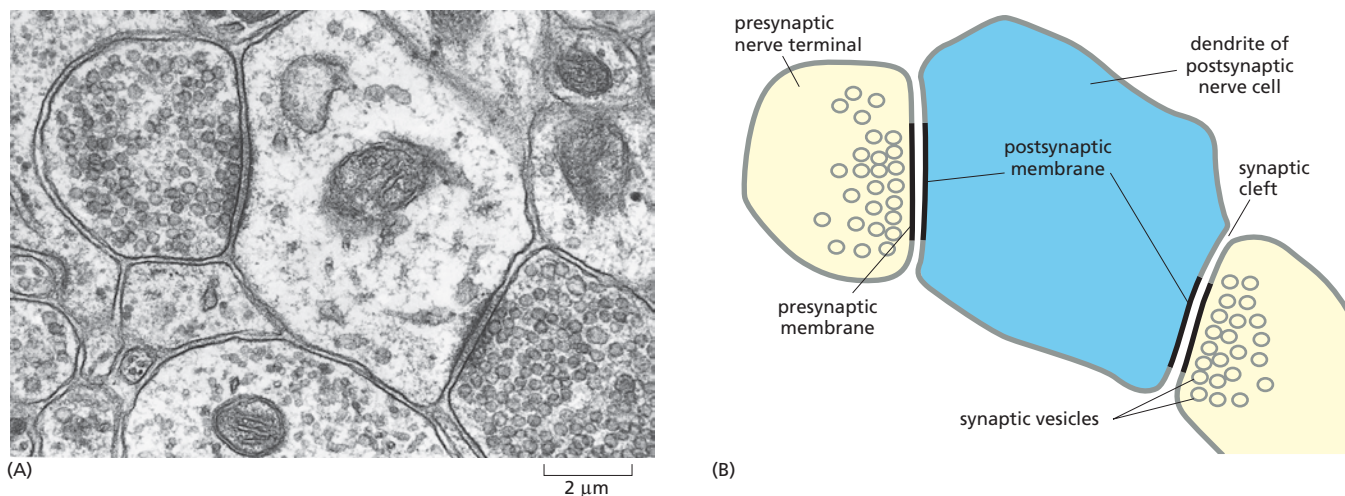 presynaptic
nerve terminal
dendrite of
postsynaptic
nerve cell
postsynaptic
membrane
synaptic
cleft
presynaptic
membrane
synaptic vesicles
(A)
2 μm
(B)